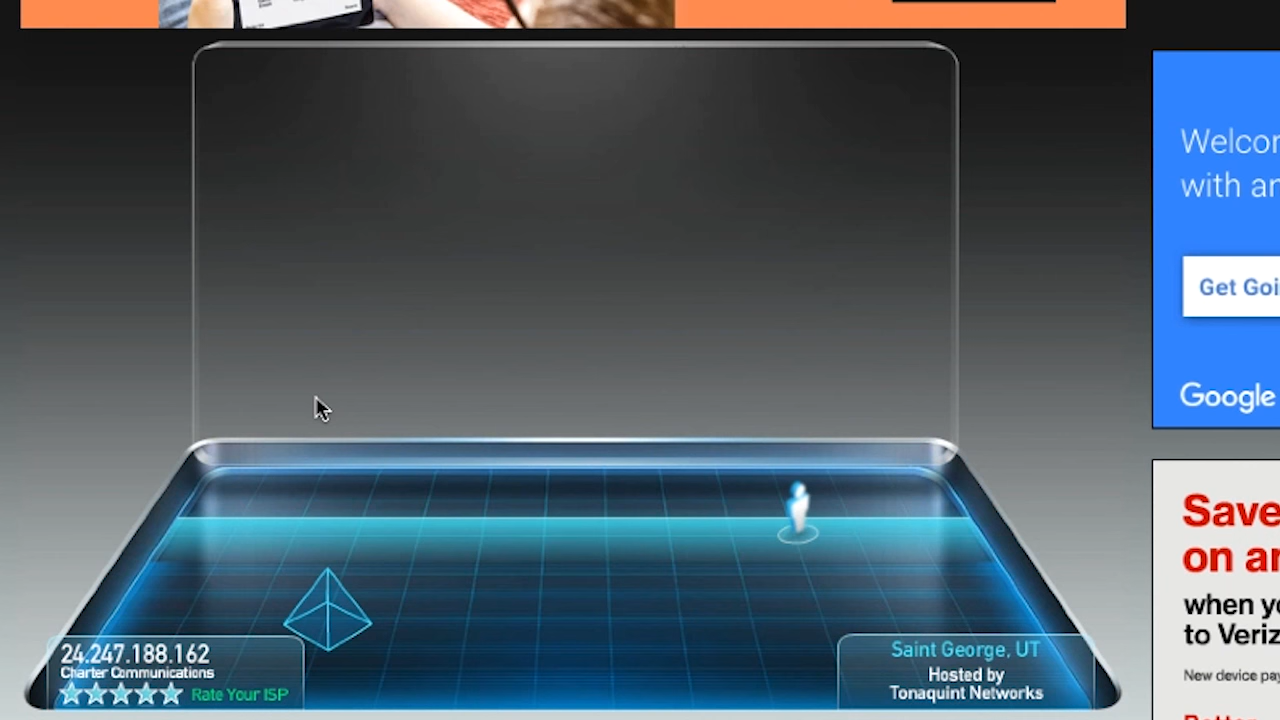 Welcor
with ar
Get Goi
Google
Save
on ar
when yo
to Veriz
New device pay
24.247.188.162
Charter Communications
Rate Your ISP
Saint George, UT
Hosted by
Tonaquint Networks